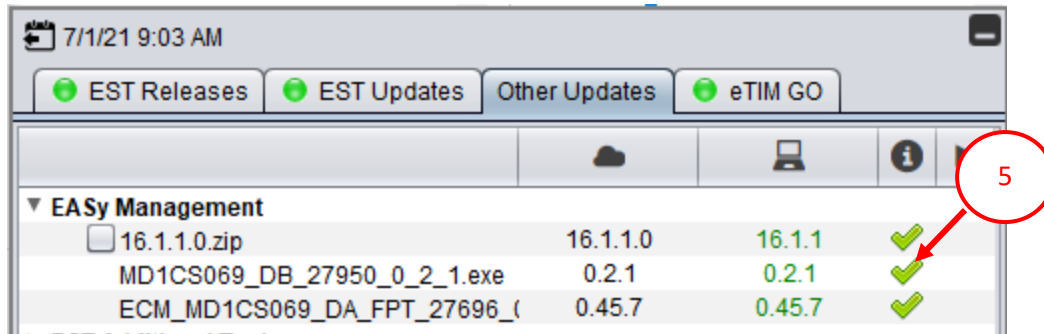 7/1/21 9:03 AM
EST Releases EST Updates Other Updates eTIM GO
5
EASy Management
16.1.1.0.zip 16.1.1.0 16.1.1
MD1CS069_DB_27950_0_2_1.exe 0.2.1 0.2.1
ECM_MD1CS069_DA_FPT_27696_( 0.45.7 0.45.7